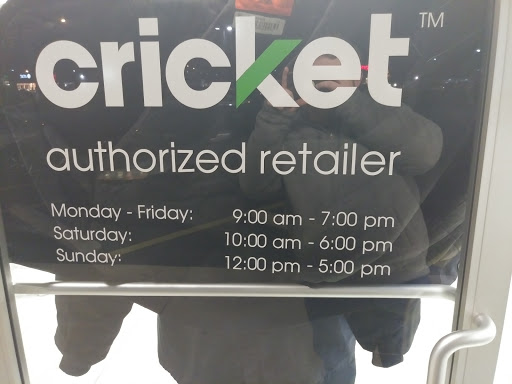 cricket™
authorized retailer
Monday - Friday: 9:00 am - 7:00 pm
Saturday: 10:00 am - 6:00 pm
Sunday: 12:00 pm - 5:00 pm